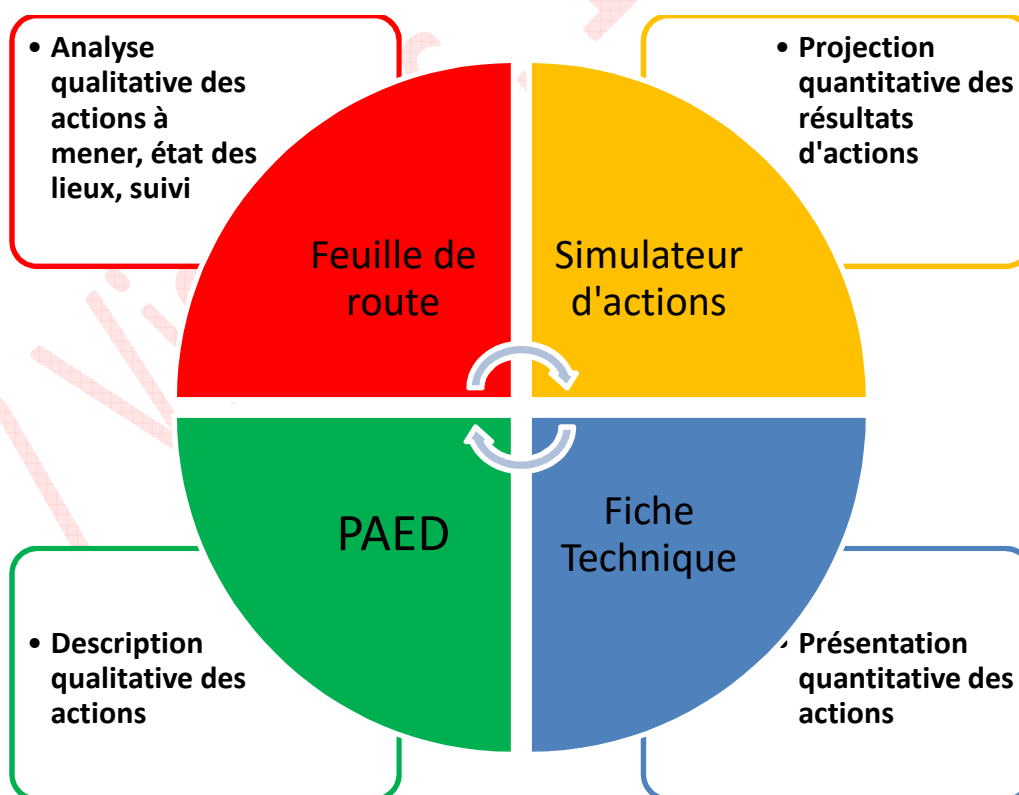 • Analyse
qualitative des
actions à
mener, état des
lieux, suivi
• Projection
quantitative des
résultats
d'actions
Feuille de
route
Simulateur
d'actions
PAED
Fiche
Technique
• Description
qualitative des
actions
• Présentation
quantitative des
actions